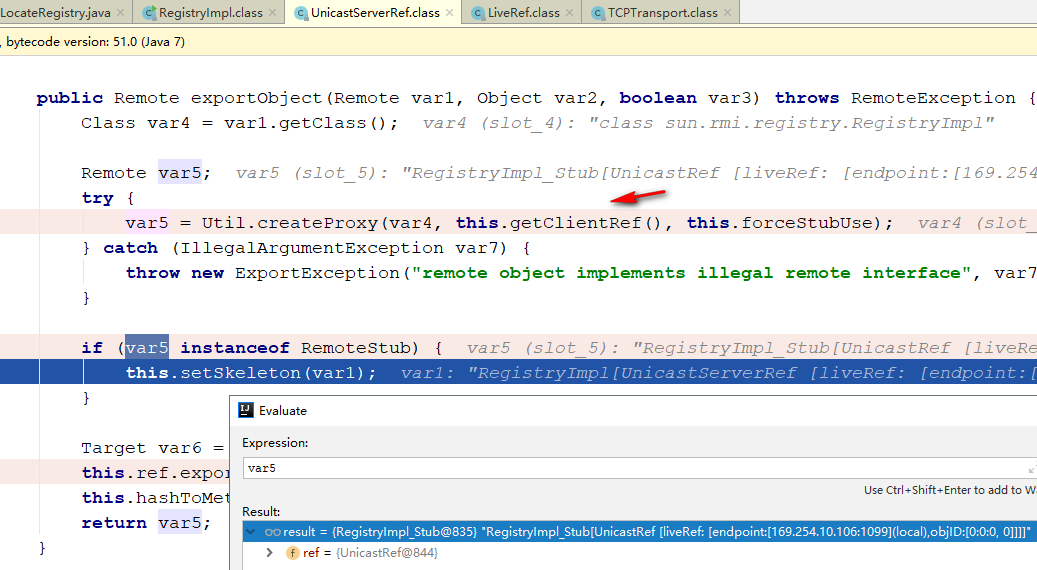 LocateRegistry.java RegistryImpl.class UnicastServerRef.class LiveRef.class TCPTransport.class
, bytecode version: 51.0 (Java 7)
public Remote exportObject(Remote var1, Object var2, boolean var3) throws RemoteException {
Class var4 = var1.getClass(); var4 (slot_4): "class sun.rmi.registry.RegistryImpl"
Remote var5; var5 (slot_5): "RegistryImpl_Stub[UnicastRef [liveRef: [endpoint:[169.254
try {
var5 = Util.createProxy(var4, this.getClientRef(), this.forceStubUse); var4 (slot_
} catch (IllegalArgumentException var7) {
throw new ExportException("remote object implements illegal remote interface", var7
}
if (var5 instanceof RemoteStub) { var5 (slot_5): "RegistryImpl_Stub[UnicastRef [liveRe
this.setSkeleton(var1); var1: "RegistryImpl[UnicastServerRef [liveRef: [endpoint:[
}
Target var6 =
this.ref.expor
this.hashToMet
return var5;
}
IJ Evaluate
Expression:
var5
Use Ctrl+Shift+Enter to add to Wa
Result:
result = {RegistryImpl_Stub@835} "RegistryImpl_Stub[UnicastRef [liveRef: [endpoint:[169.254.10.106:1099](local),objID:[0:0:0, 0]]]]"
f ref = {UnicastRef@844}